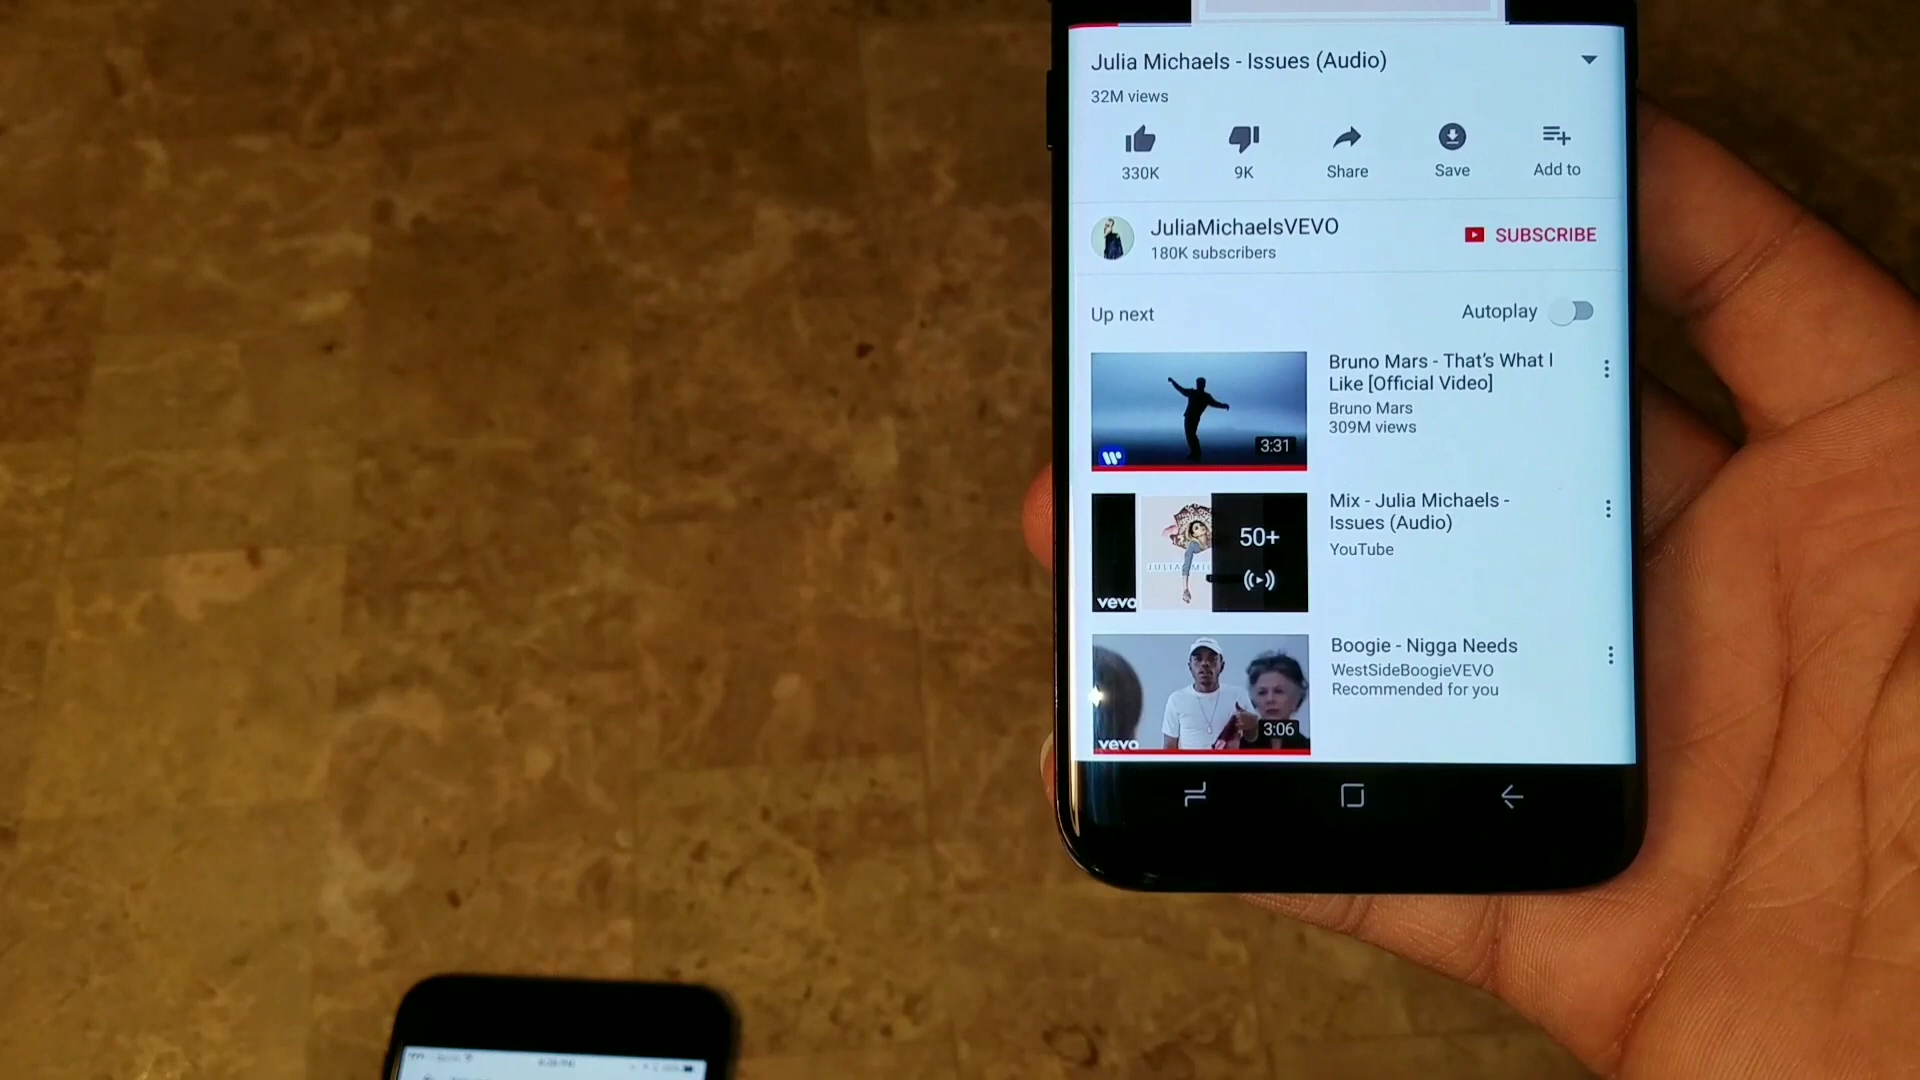 Julia Michaels - Issues (Audio)
32M views
330K
9K
Share
Save
Add to
JuliaMichaelsVEVO
180K subscribers
SUBSCRIBE
Up next
Autoplay
Bruno Mars - That's What I
Like [Official Video]
Bruno Mars
309M views
3:31
Mix - Julia Michaels -
Issues (Audio)
YouTube
50+
JULIA
vevo
Boogie - Nigga Needs
WestSideBoogieVEVO
Recommended for you
3:06
vevo